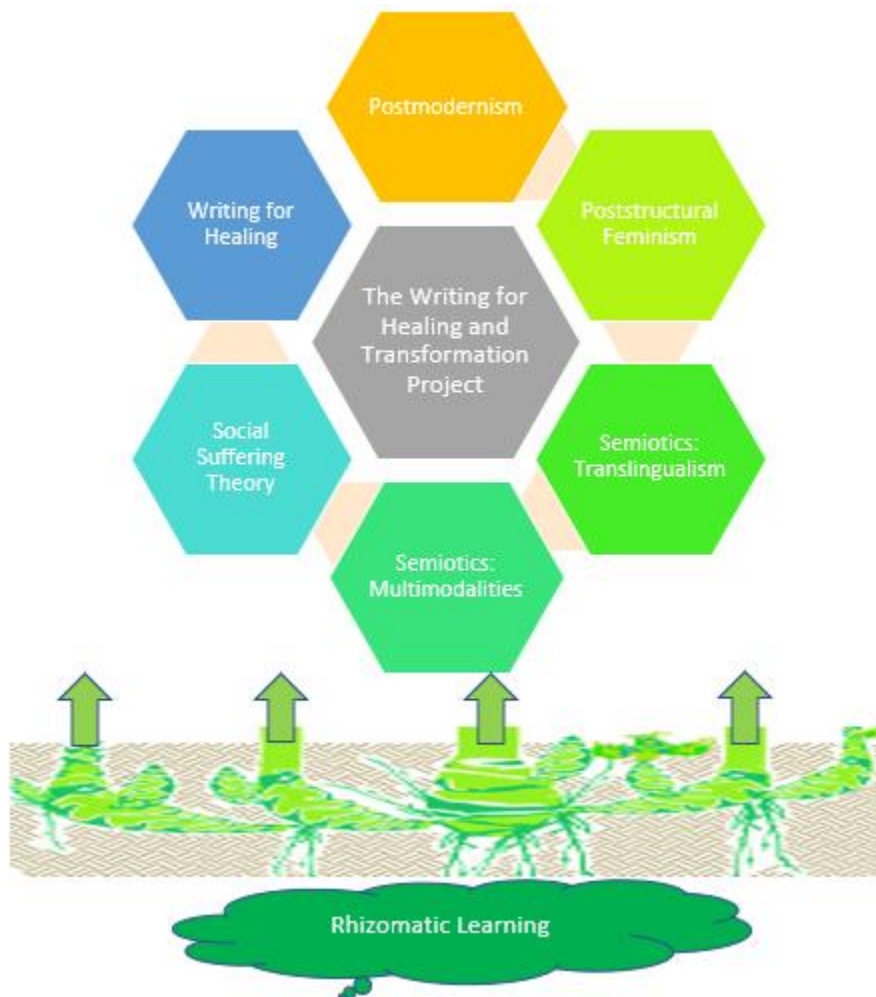 Postmodernism
Writing for
Healing
Poststructural
Feminism
The Writing for
Healing and
Transformation
Project
Social
Suffering
Theory
Semiotics:
Translingualism
Semiotics:
Multimodalities
Rhizomatic Learning